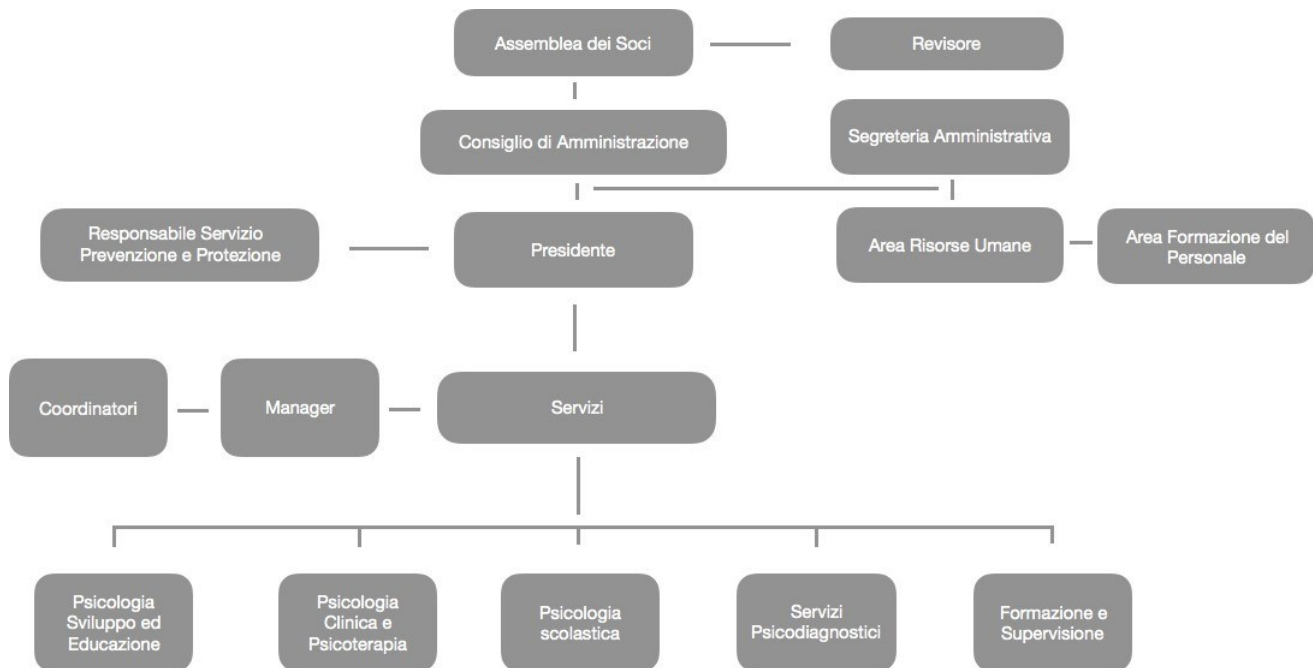 Assemblea dei Soci
Revisore
Consiglio di Amministrazione
Segreteria Amministrativa
Responsabile Servizio
Prevenzione e Protezione
Presidente
Area Risorse Umane
Area Formazione del
Personale
Coordinatori
Manager
Servizi
Psicologia
Sviluppo ed
Educazione
Psicologia
Clinica e
Psicoterapia
Psicologia
scolastica
Servizi
Psicodiagnostici
Formazione e
Supervisione